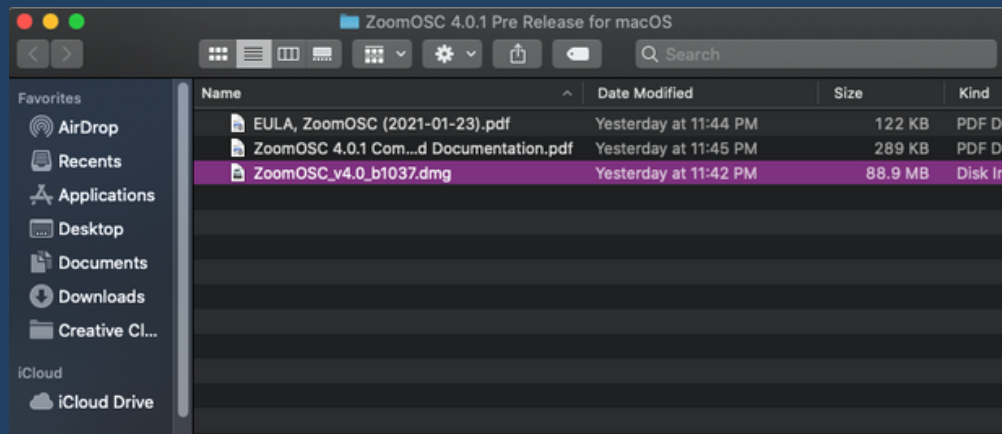 ZoomOSC 4.0.1 Pre Release for macOS
Search
Favorites
AirDrop
Recents
Applications
Desktop
Documents
Downloads
Creative Cl...
iCloud
iCloud Drive
Name Date Modified Size Kind
EULA, ZoomOSC (2021-01-23).pdf Yesterday at 11:44 PM 122 KB PDF D
ZoomOSC 4.0.1 Com...d Documentation.pdf Yesterday at 11:45 PM 289 KB PDF D
ZoomOSC_v4.0_b1037.dmg Yesterday at 11:42 PM 88.9 MB Disk Ir